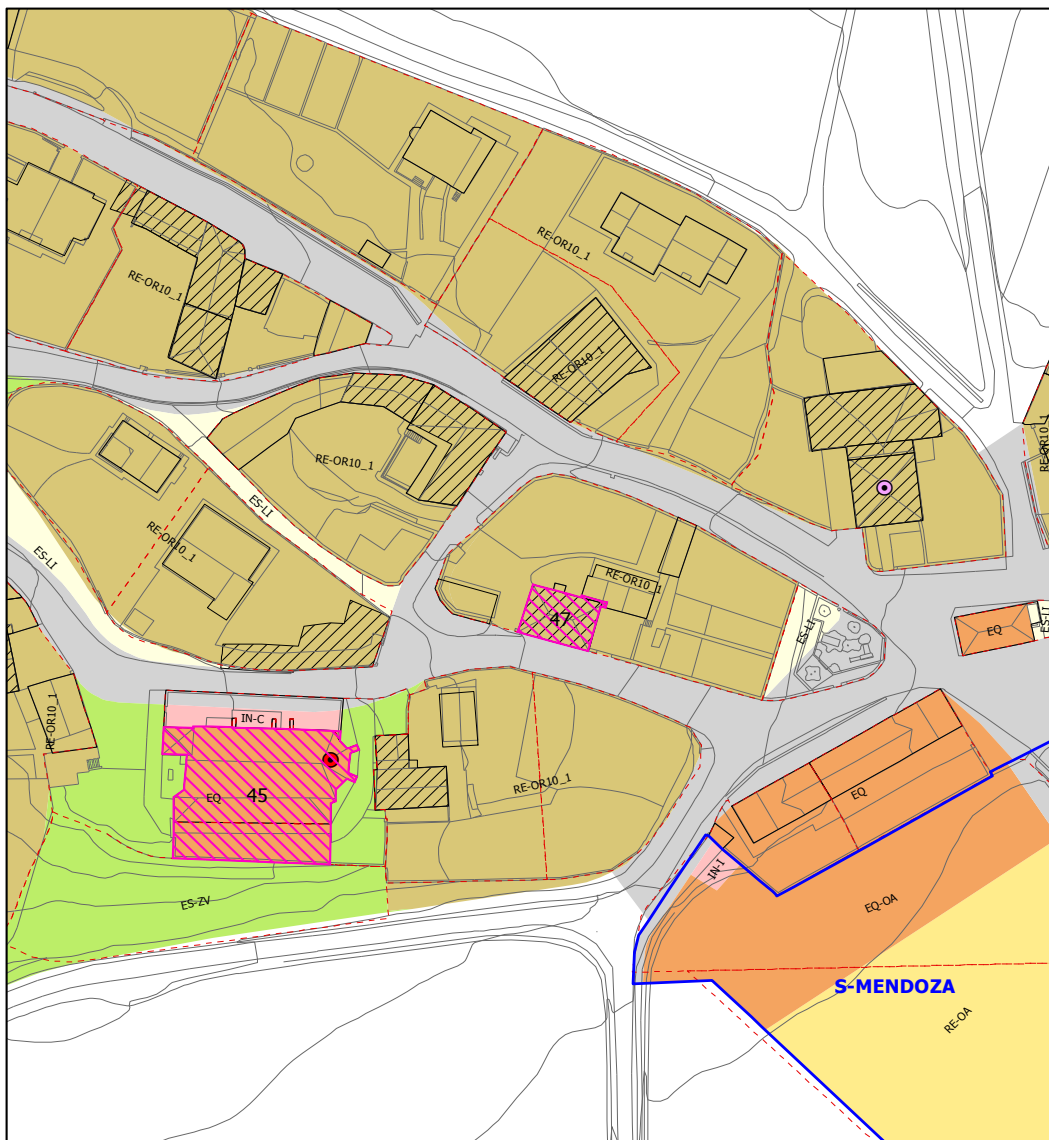 RE-OR10_1
RE-OR10_1
RE-OR10_1
RE-OR10_1
RE-OR10_1
ES-LI
RE-OR10_1
ES-LI
RE-OR10_1
47
ES-LI
EQ
ES-LI
RE-OR10_1
IN-C
EQ
45
RE-OR10_1
EQ
IN-I
ES-ZV
EQ-OA
S-MENDOZA
RE-OA